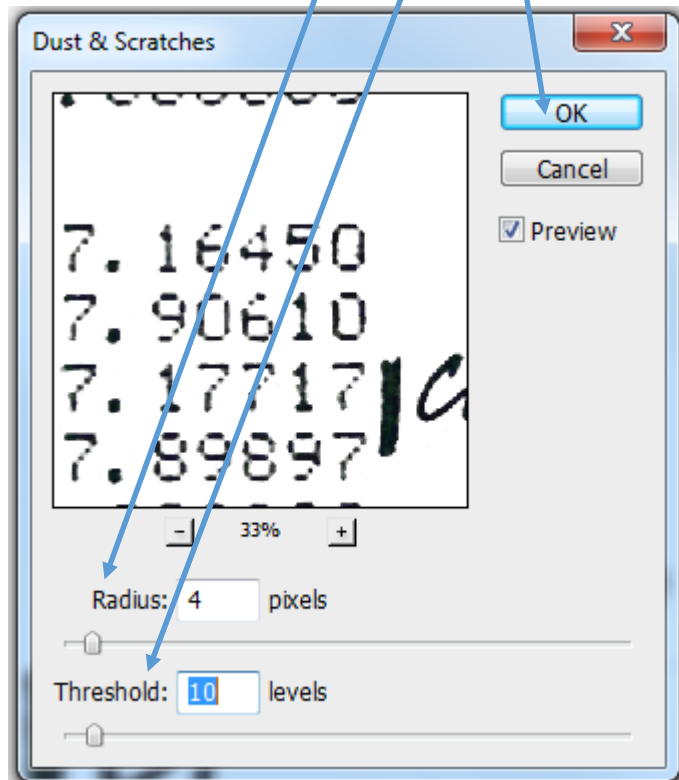 Dust & Scratches
OK
Cancel
Preview
7. 16450
7. 90610
7. 17717
7. 89897
- 33% +
Radius: 4 pixels
Threshold: 10 levels